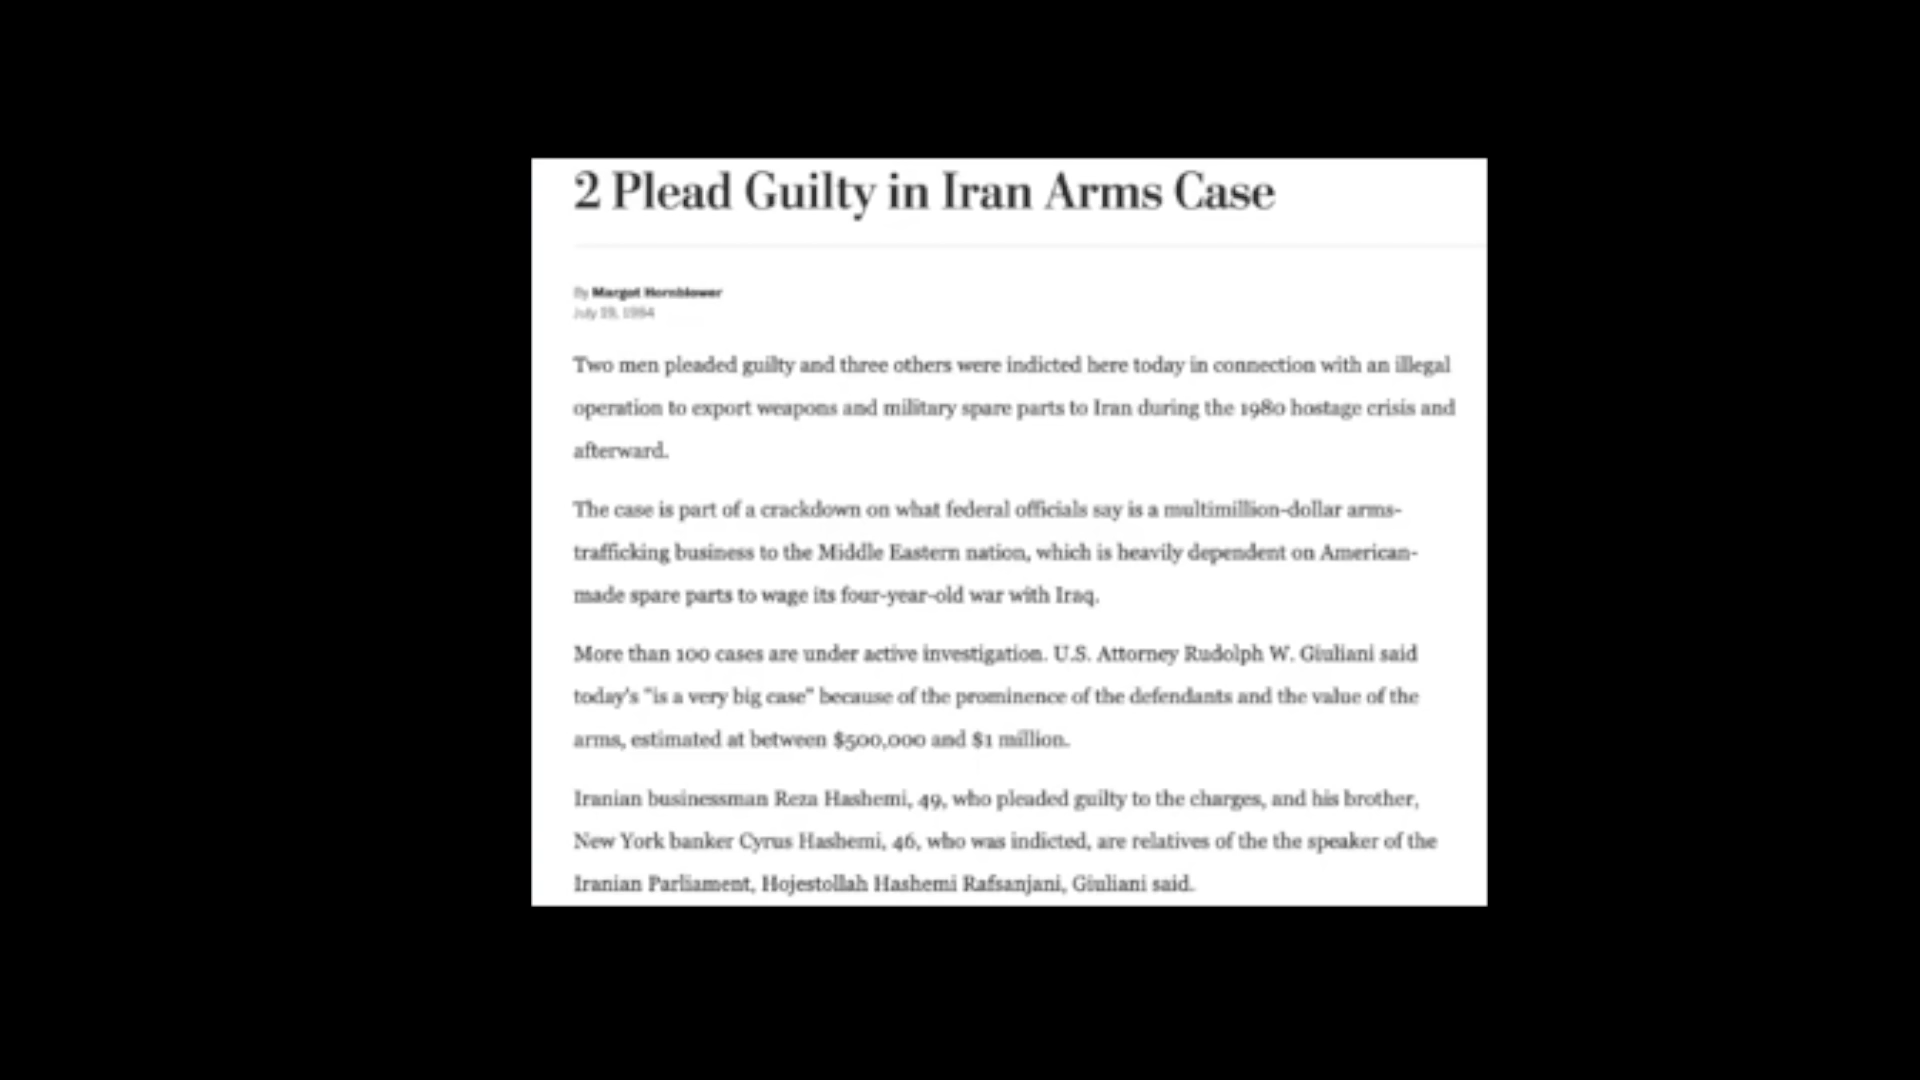 2 Plead Guilty in Iran Arms Case
By Margot Hornblower
July 19, 1984
Two men pleaded guilty and three others were indicted here today in connection with an illegal
operation to export weapons and military spare parts to Iran during the 1980 hostage crisis and
afterward.
The case is part of a crackdown on what federal officials say is a multimillion-dollar arms-
trafficking business to the Middle Eastern nation, which is heavily dependent on American-
made spare parts to wage its four-year-old war with Iraq.
More than 100 cases are under active investigation. U.S. Attorney Rudolph W. Giuliani said
today's "is a very big case" because of the prominence of the defendants and the value of the
arms, estimated at between $500,000 and $1 million.
Iranian businessman Reza Hashemi, 49, who pleaded guilty to the charges, and his brother,
New York banker Cyrus Hashemi, 46, who was indicted, are relatives of the the speaker of the
Iranian Parliament, Hojestollah Hashemi Rafsanjani, Giuliani said.